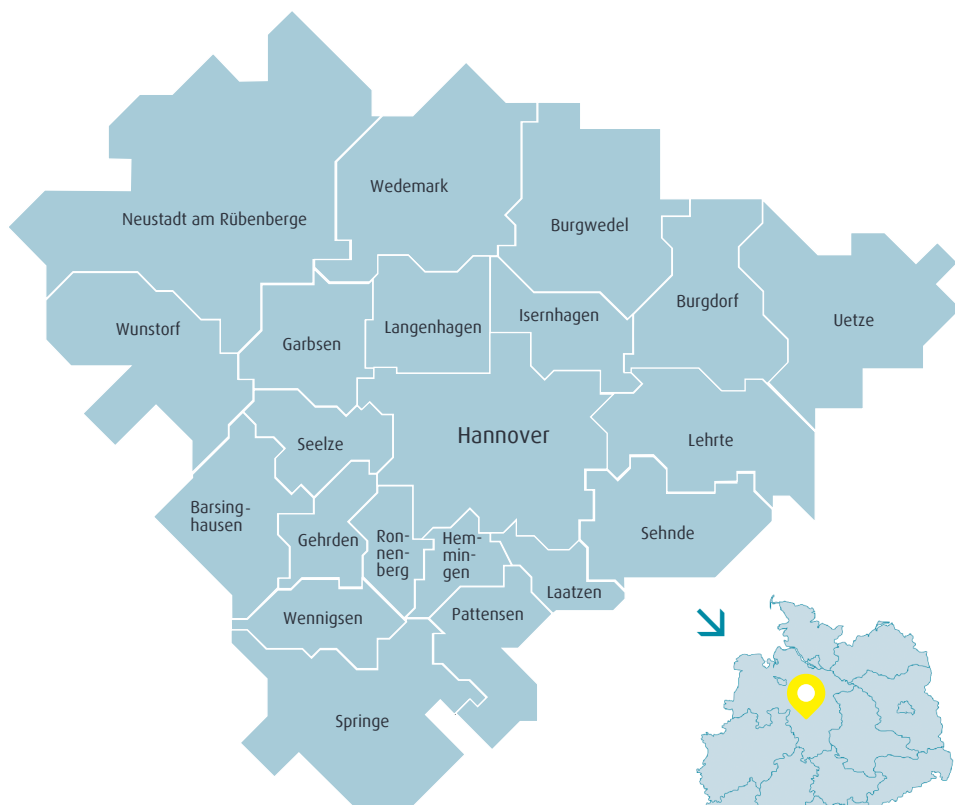 Wedemark
Neustadt am Rübenberge
Burgwedel
Burgdorf
Isernhagen
Uetze
Wunstorf
Langenhagen
Garbsen
Hannover
Lehrte
Seelze
Barsing-
hausen
Sehnde
Gehrden
Ron-
nen-
berg
Hem-
min-
gen
Laatzen
Wennigsen
Pattensen
Springe